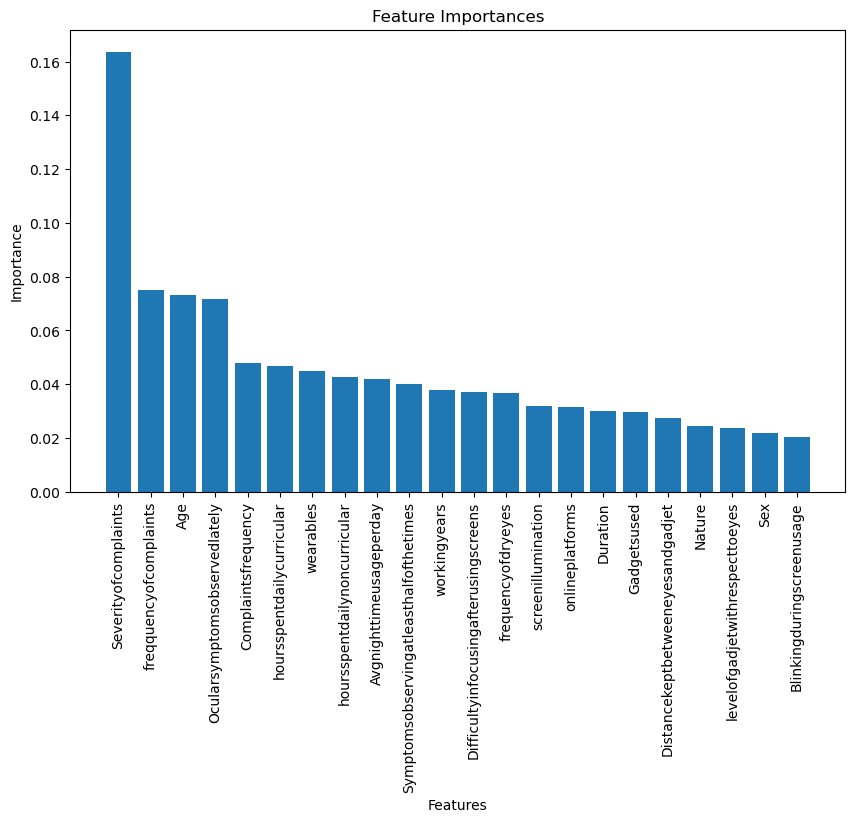 Feature Importances
Importance
0.16
0.14
0.12
0.10
0.08
0.06
0.04
0.02
0.00
Severityofcomplaints
freqquencyofcomplaints
Age
Ocularsymptomsobservedlately
Complaintsfrequency
hoursspentdailycurricular
wearables
hoursspentdailynoncurricular
Avgnighttimeusageperday
Symptomsobservingatleasthalfofthetimes
workingyears
Difficultyinfocusingafterusingscreens
frequencyofdryeyes
screenillumination
onlineplatforms
Duration
Gadgetsused
Distancekeptbetweeneyesandgadjet
Nature
levelofgadjetwithrespecttoeyes
Sex
Blinkingduringscreenusage
Features